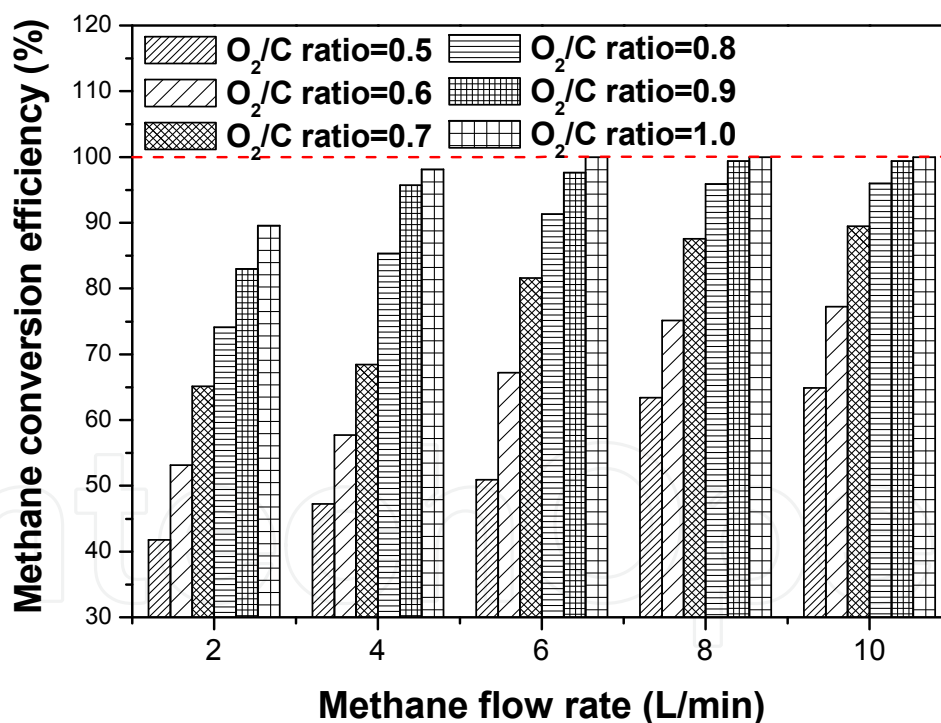 Methane conversion efficiency (%)
120
110
100
90
80
70
60
50
40
30
O2/C ratio=0.5
O2/C ratio=0.6
O2/C ratio=0.7
O2/C ratio=0.8
O2/C ratio=0.9
O2/C ratio=1.0
2 4 6 8 10
Methane flow rate (L/min)